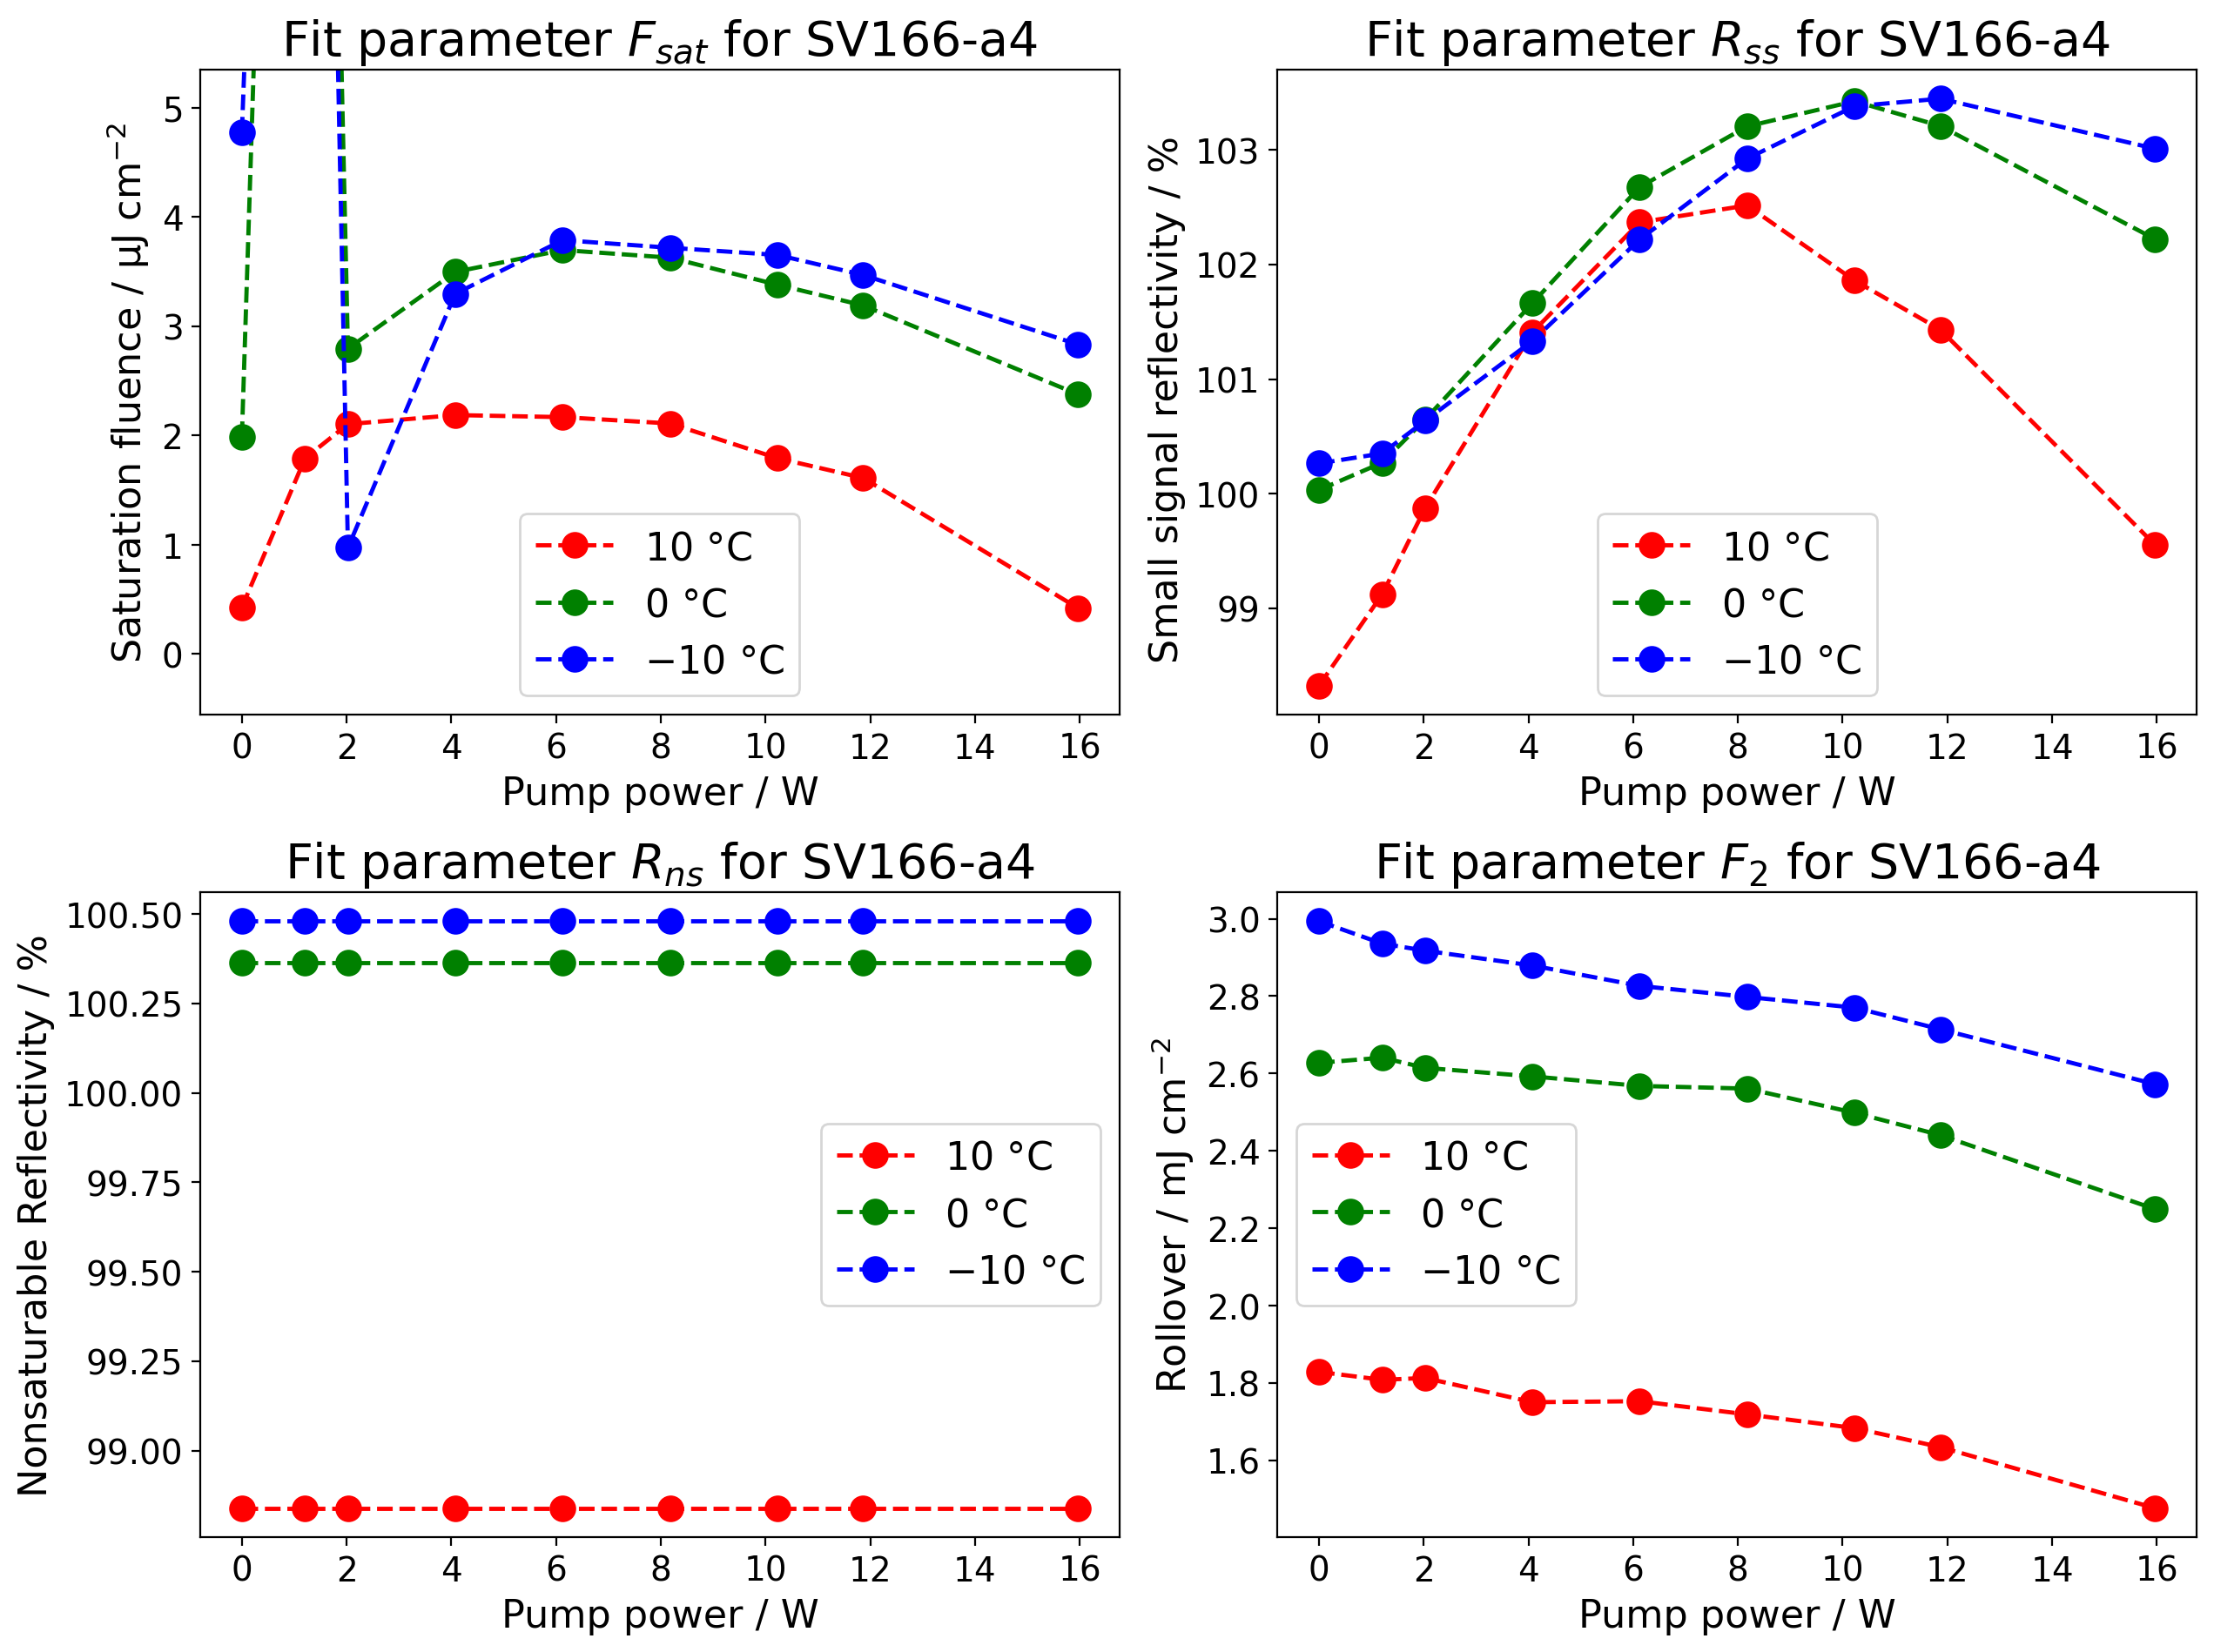 Fit parameter F_sat for SV166-a4
Saturation fluence / µJ cm⁻²
5
4
3
2
1
0
10 °C
0 °C
−10 °C
0 2 4 6 8 10 12 14 16
Pump power / W
Fit parameter R_ss for SV166-a4
Small signal reflectivity / %
103
102
101
100
99
10 °C
0 °C
−10 °C
0 2 4 6 8 10 12 14 16
Pump power / W
Fit parameter R_ns for SV166-a4
Nonsaturable Reflectivity / %
100.50
100.25
100.00
99.75
99.50
99.25
99.00
10 °C
0 °C
−10 °C
0 2 4 6 8 10 12 14 16
Pump power / W
Fit parameter F₂ for SV166-a4
Rollover / mJ cm⁻²
3.0
2.8
2.6
2.4
2.2
2.0
1.8
1.6
10 °C
0 °C
−10 °C
0 2 4 6 8 10 12 14 16
Pump power / W